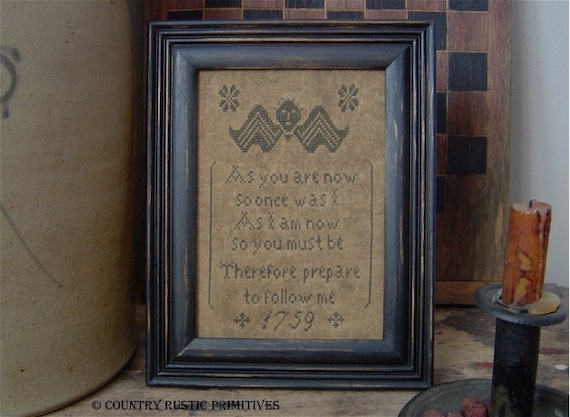 As you are now
so once was I
As I am now
so you must be
Therefore prepare
to follow me
1759
© COUNTRY RUSTIC PRIMITIVES